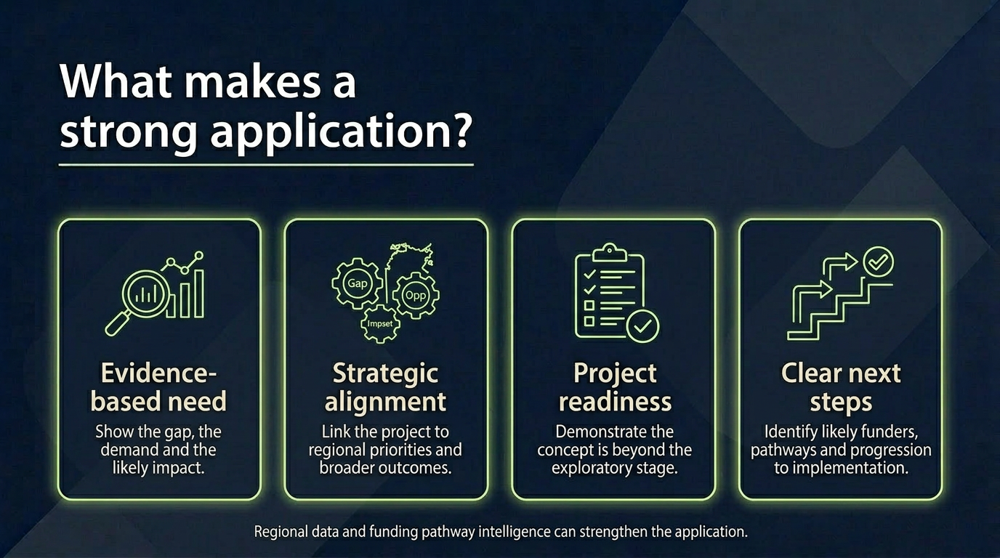 What makes a
strong application?
Gap
Opp
Impset
Evidence-
based need
Show the gap, the
demand and the
likely impact.
Strategic
alignment
Link the project to
regional priorities and
broader outcomes.
Project
readiness
Demonstrate the
concept is beyond the
exploratory stage.
Clear next
steps
Identify likely funders,
pathways and progression
to implementation.
Regional data and funding pathway intelligence can strengthen the application.